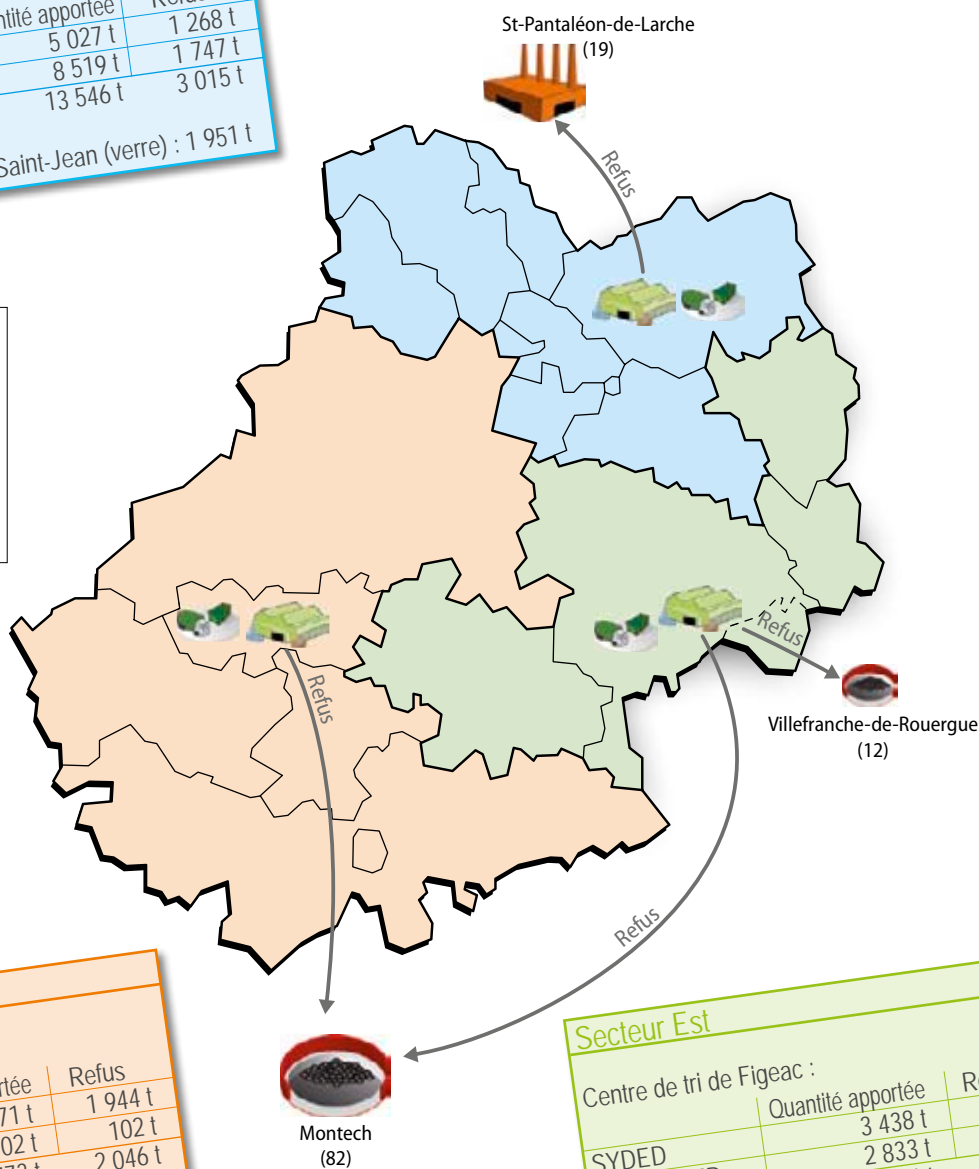 apportée
5 027 t | 1 268 t
8 519 t | 1 747 t
13 546 t 3 015 t
Saint-Jean (verre) : 1 951 t
St-Pantaléon-de-Larche
(19)
Refus
Refus
Refus
Villefranche-de-Rouergue
(12)
Refus
Montech
(82)
Refus
1 944 t
102 t
2 046 t
Secteur Est
Centre de tri de Figeac :
Quantité apportée
SYDED 3 438 t
2 833 t